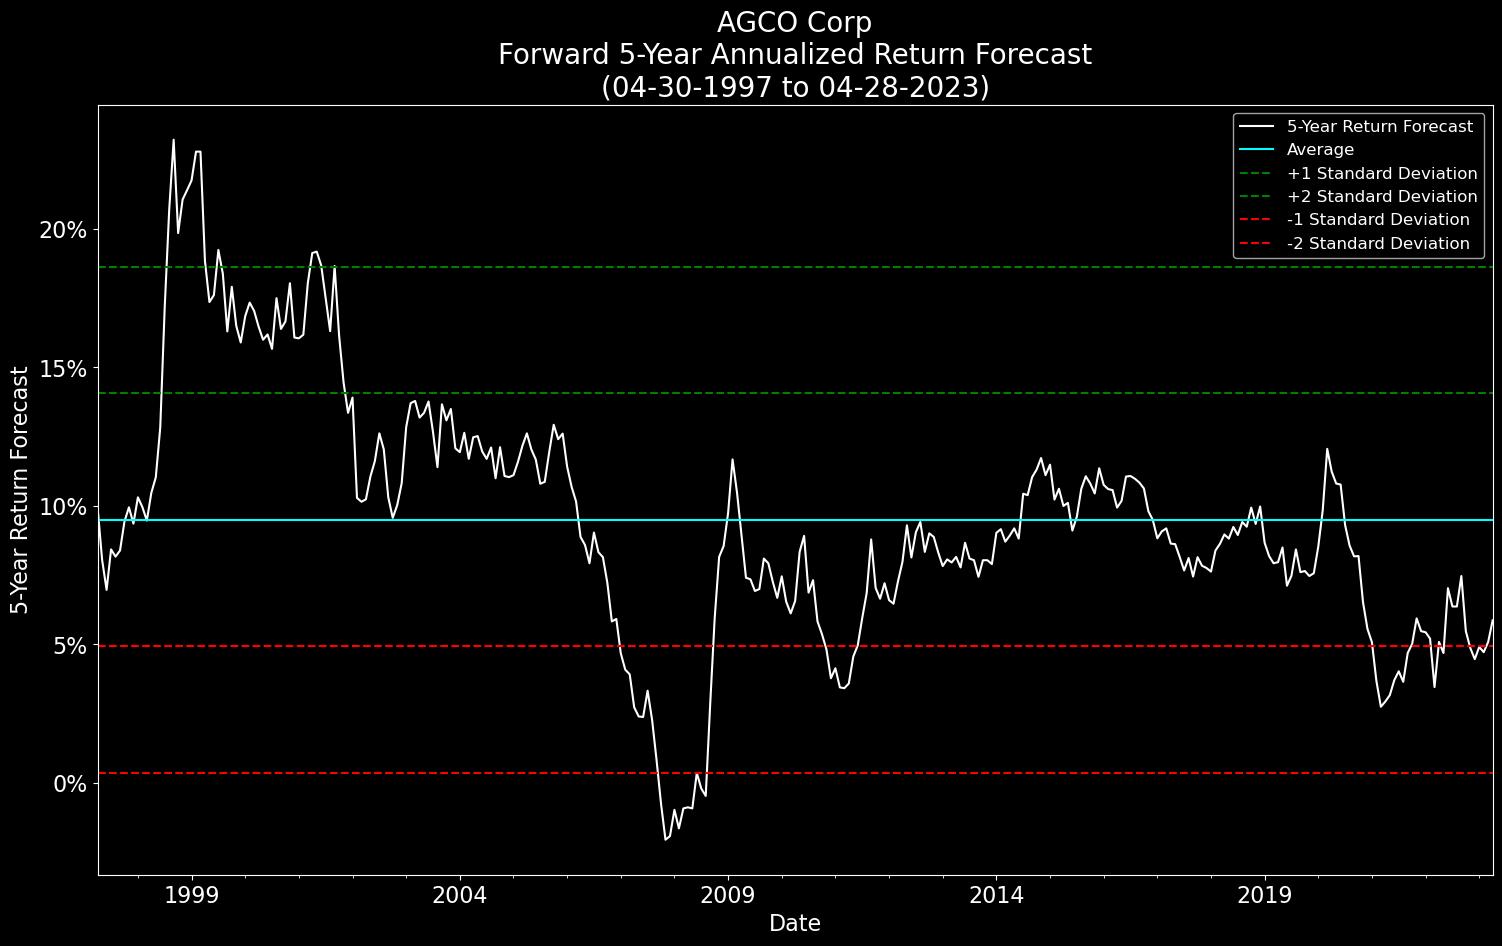 AGCO Corp
Forward 5-Year Annualized Return Forecast
(04-30-1997 to 04-28-2023)
5-Year Return Forecast
Average
+1 Standard Deviation
+2 Standard Deviation
-1 Standard Deviation
-2 Standard Deviation
20%
15%
10%
5%
0%
5-Year Return Forecast
1999
2004
2009
2014
2019
Date